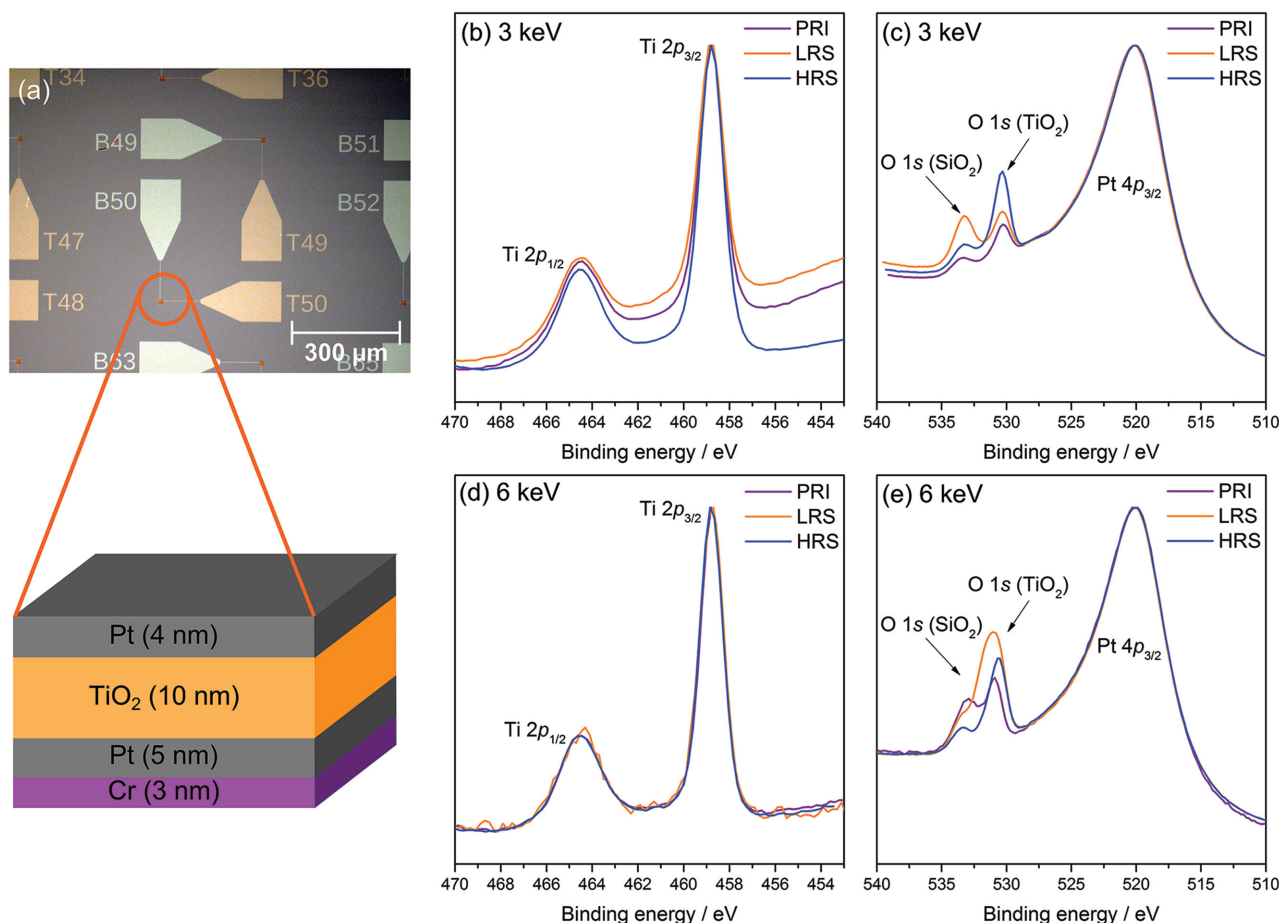 (a)
T34
T36
B49
B51
B50
B52
T47
T49
T48
T50
300 µm
B63
B65
Pt (4 nm)
TiO₂ (10 nm)
Pt (5 nm)
Cr (3 nm)
(b) 3 keV
PRI
LRS
HRS
Ti 2p₃/₂
Ti 2p₁/₂
470 468 466 464 462 460 458 456 454
Binding energy / eV
(c) 3 keV
PRI
LRS
HRS
O 1s (TiO₂)
O 1s (SiO₂)
Pt 4p₃/₂
540 535 530 525 520 515 510
Binding energy / eV
(d) 6 keV
PRI
LRS
HRS
Ti 2p₃/₂
Ti 2p₁/₂
470 468 466 464 462 460 458 456 454
Binding energy / eV
(e) 6 keV
PRI
LRS
HRS
O 1s (TiO₂)
O 1s (SiO₂)
Pt 4p₃/₂
540 535 530 525 520 515 510
Binding energy / eV